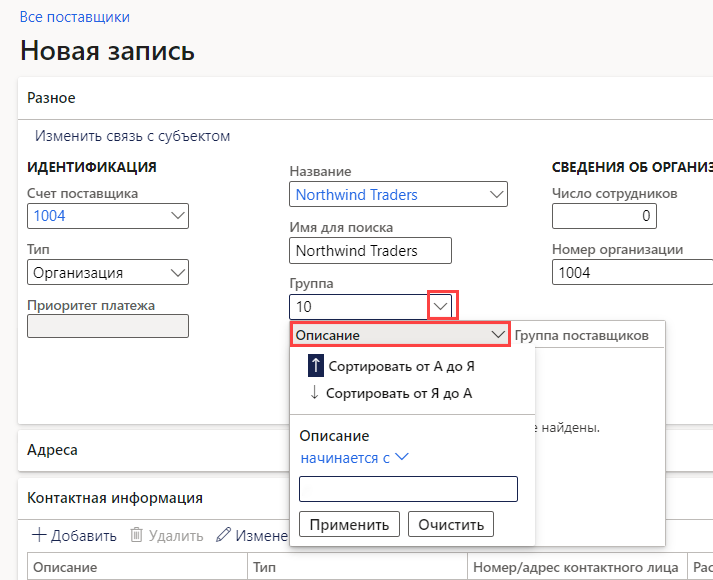 Все поставщики
Новая запись
Разное
Изменить связь с субъектом
ИДЕНТИФИКАЦИЯ
Счет поставщика
1004
Тип
Организация
Приоритет платежа
Название
Northwind Traders
Имя для поиска
Northwind Traders
Группа
10
СВЕДЕНИЯ ОБ ОРГАНИЗ
Число сотрудников
0
Номер организации
1004
Описание
Группа поставщиков
Сортировать от А до Я
Сортировать от Я до А
е найдены.
Описание
начинается с
Применить
Очистить
Адреса
Контактная информация
Добавить
Удалить
Измене
Описание
Тип
Номер/адрес контактного лица
Рас